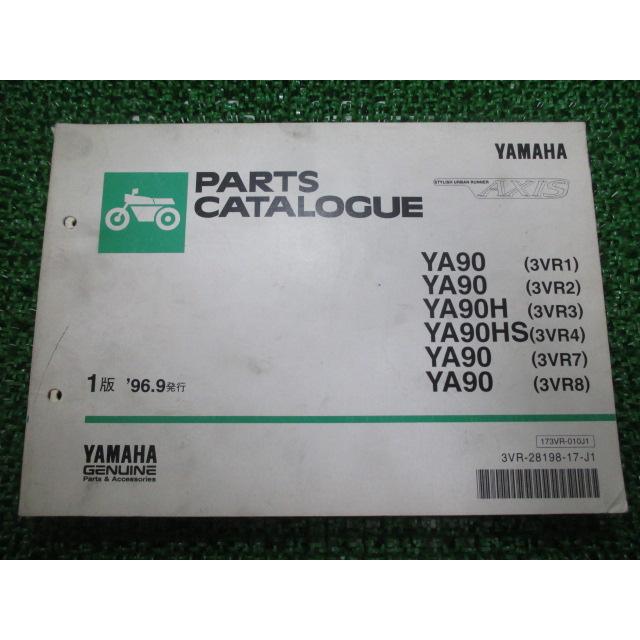 YAMAHA
STYLISH URBAN RUNNER
AXIS
PARTS
CATALOGUE
YA90 (3VR1)
YA90 (3VR2)
YA90H (3VR3)
YA90HS (3VR4)
YA90 (3VR7)
YA90 (3VR8)
1版 '96.9発行
173VR-010J1
3VR-28198-17-J1
YAMAHA
GENUINE
Parts & Accessories